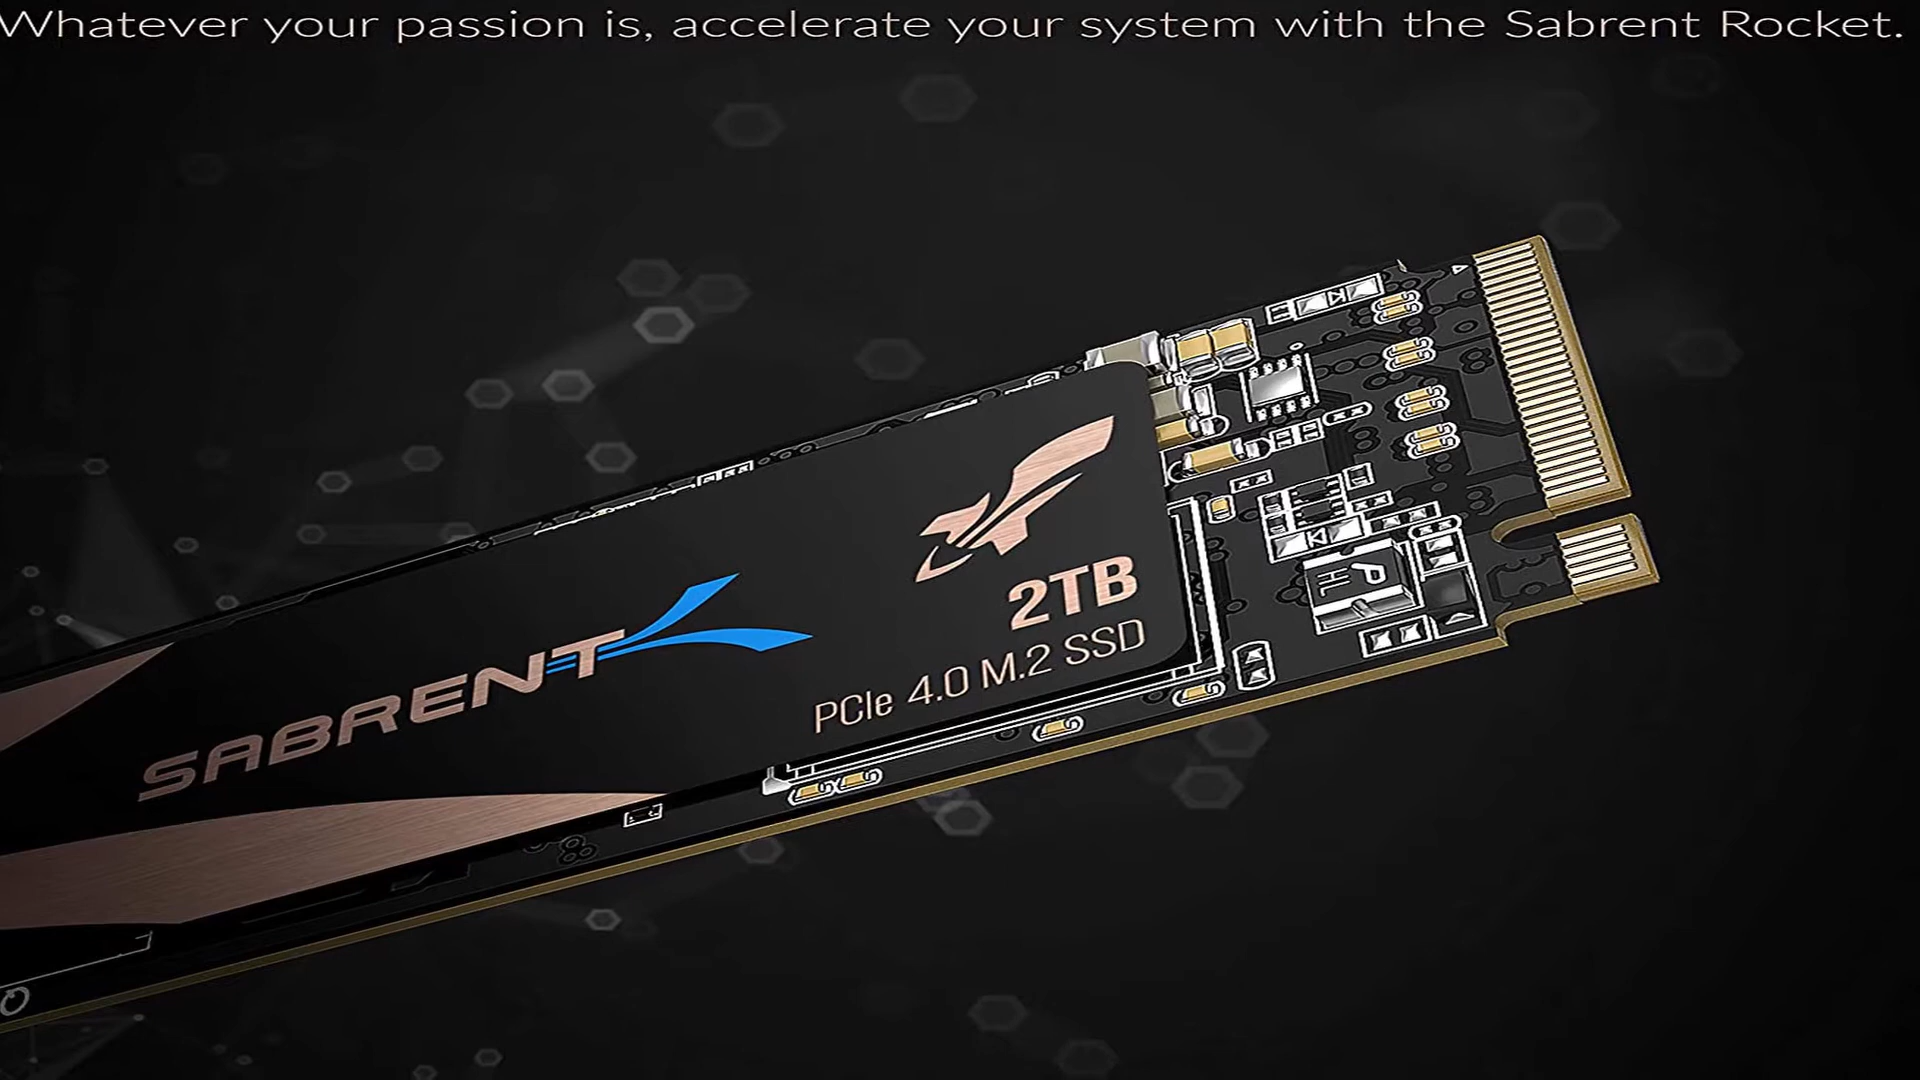 Whatever your passion is, accelerate your system with the Sabrent Rocket.
SABRENT
2TB
PCIe 4.0 M.2 SSD